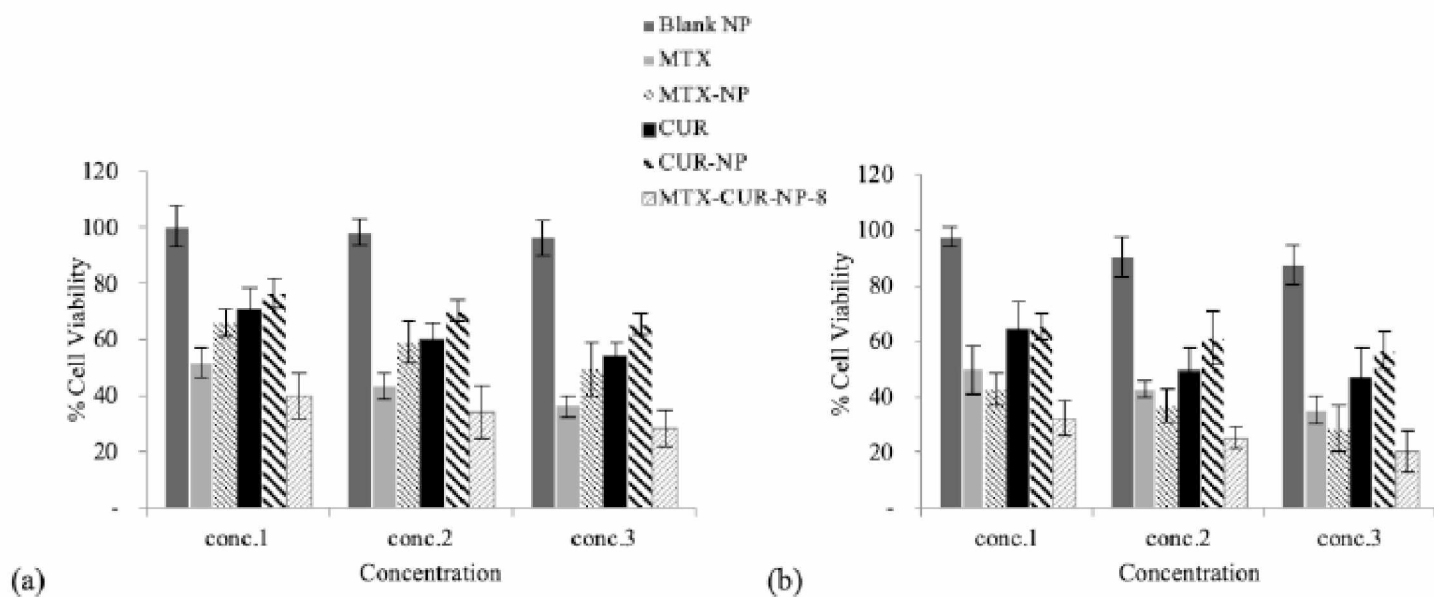 Blank NP
MTX
MTX-NP
CUR
CUR-NP
MTX-CUR-NP-8
120
100
80
60
40
20
-
% Cell Viability
conc.1 conc.2 conc.3
Concentration
(a)
120
100
80
60
40
20
-
% Cell Viability
conc.1 conc.2 conc.3
Concentration
(b)